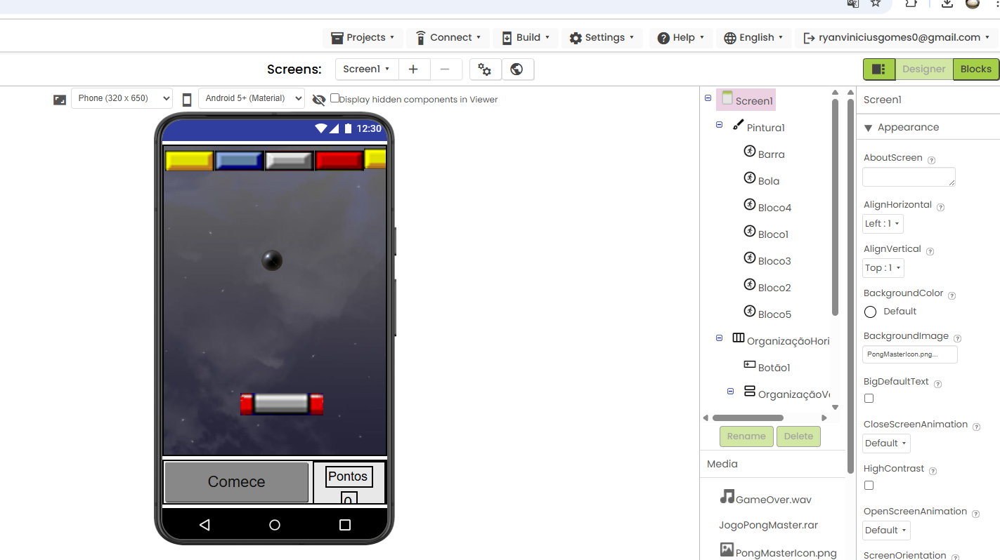 Projects
Connect
Build
Settings
Help
English
ryanviniciusgomes0@gmail.com
Screens:
Screen1
Designer
Blocks
Phone (320 x 650)
Android 5+ (Material)
Display hidden components in Viewer
12:30
Comece
Pontos
0
Screen1
Pintura1
Barra
Bola
Bloco4
Bloco1
Bloco3
Bloco2
Bloco5
OrganizaçãoHori
Botão1
OrganizaçãoVe
Rename
Delete
Media
GameOver.wav
JogoPongMaster.rar
PongMasterIcon.png
Screen1
Appearance
AboutScreen
AlignHorizontal
Left : 1
AlignVertical
Top : 1
BackgroundColor
Default
BackgroundImage
PongMasterIcon.png...
BigDefaultText
CloseScreenAnimation
Default
HighContrast
OpenScreenAnimation
Default
ScreenOrientation